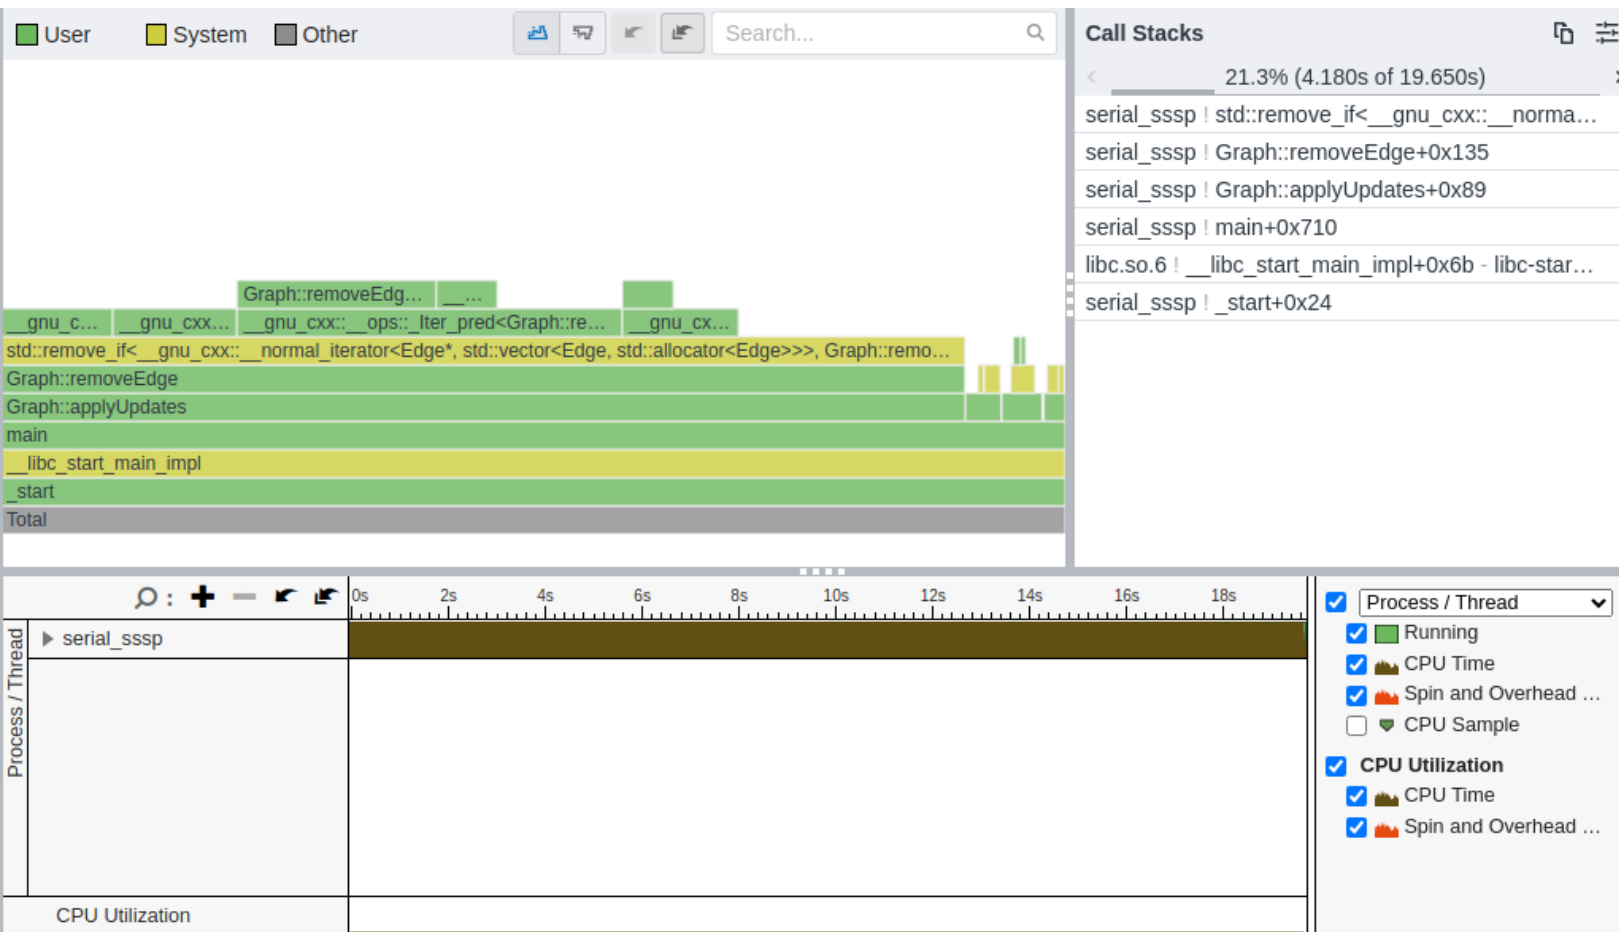 User System Other Search...
Graph::removeEdg... __...
__gnu_c... __gnu_cxx... __gnu_cxx::__ops::_Iter_pred<Graph::re... __gnu_cx...
std::remove_if<__gnu_cxx::__normal_iterator<Edge*, std::vector<Edge, std::allocator<Edge>>>, Graph::remo...
Graph::removeEdge
Graph::applyUpdates
main
__libc_start_main_impl
_start
Total
Call Stacks
21.3% (4.180s of 19.650s)
serial_sssp ! std::remove_if<__gnu_cxx::__norma...
serial_sssp ! Graph::removeEdge+0x135
serial_sssp ! Graph::applyUpdates+0x89
serial_sssp ! main+0x710
libc.so.6 ! __libc_start_main_impl+0x6b - libc-star...
serial_sssp ! _start+0x24
0s 2s 4s 6s 8s 10s 12s 14s 16s 18s
Process / Thread
serial_sssp
CPU Utilization
Process / Thread
Running
CPU Time
Spin and Overhead ...
CPU Sample
CPU Utilization
CPU Time
Spin and Overhead ...